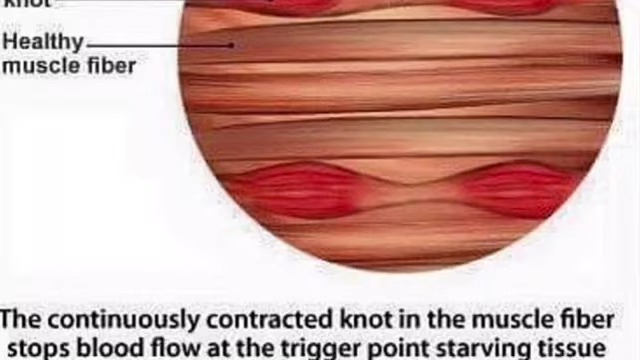 knot
Healthy
muscle fiber
The continuously contracted knot in the muscle fiber
stops blood flow at the trigger point starving tissue